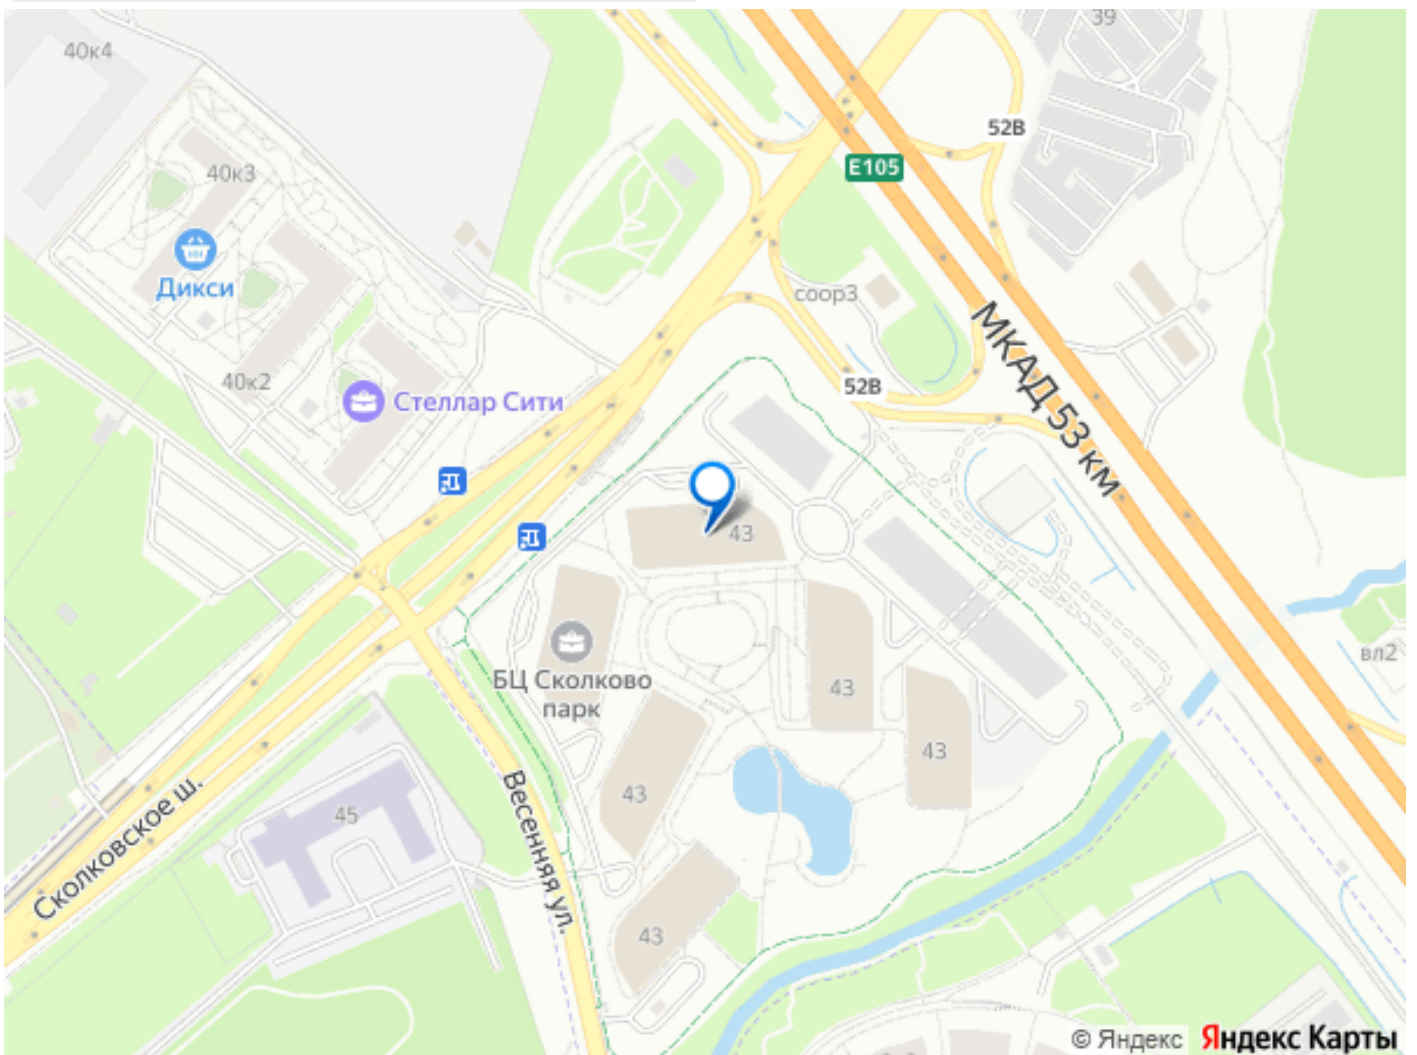 40к4
39
52В
Е105
40к3
Дикси
соор3
МКАД 53 км
40к2
52В
Стеллар Сити
43
вл2
БЦ Сколково
парк
43
43
43
45
Весенняя ул.
Сколковское ш.
43
© Яндекс Яндекс Карты